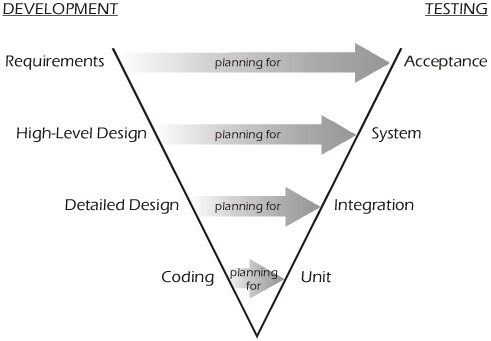 DEVELOPMENT TESTING
Requirements planning for Acceptance
High-Level Design planning for System
Detailed Design planning for Integration
Coding planning for Unit